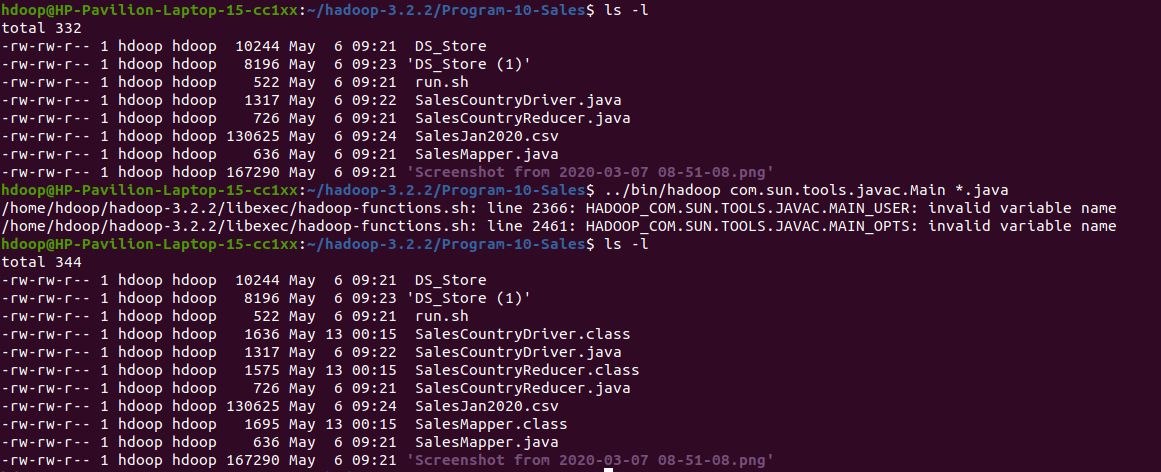 hdoop@HP-Pavilion-Laptop-15-cc1xx:~/hadoop-3.2.2/Program-10-Sales$ ls -l
total 332
-rw-rw-r-- 1 hdoop hdoop  10244 May  6 09:21  DS_Store
-rw-rw-r-- 1 hdoop hdoop   8196 May  6 09:23 'DS_Store (1)'
-rw-rw-r-- 1 hdoop hdoop    522 May  6 09:21  run.sh
-rw-rw-r-- 1 hdoop hdoop   1317 May  6 09:22  SalesCountryDriver.java
-rw-rw-r-- 1 hdoop hdoop    726 May  6 09:21  SalesCountryReducer.java
-rw-rw-r-- 1 hdoop hdoop 130625 May  6 09:24  SalesJan2020.csv
-rw-rw-r-- 1 hdoop hdoop    636 May  6 09:21  SalesMapper.java
-rw-rw-r-- 1 hdoop hdoop 167290 May  6 09:21 'Screenshot from 2020-03-07 08-51-08.png'
hdoop@HP-Pavilion-Laptop-15-cc1xx:~/hadoop-3.2.2/Program-10-Sales$ ../bin/hadoop com.sun.tools.javac.Main *.java
/home/hdoop/hadoop-3.2.2/libexec/hadoop-functions.sh: line 2366: HADOOP_COM.SUN.TOOLS.JAVAC.MAIN_USER: invalid variable name
/home/hdoop/hadoop-3.2.2/libexec/hadoop-functions.sh: line 2461: HADOOP_COM.SUN.TOOLS.JAVAC.MAIN_OPTS: invalid variable name
hdoop@HP-Pavilion-Laptop-15-cc1xx:~/hadoop-3.2.2/Program-10-Sales$ ls -l
total 344
-rw-rw-r-- 1 hdoop hdoop  10244 May  6 09:21  DS_Store
-rw-rw-r-- 1 hdoop hdoop   8196 May  6 09:23 'DS_Store (1)'
-rw-rw-r-- 1 hdoop hdoop    522 May  6 09:21  run.sh
-rw-rw-r-- 1 hdoop hdoop   1636 May 13 00:15  SalesCountryDriver.class
-rw-rw-r-- 1 hdoop hdoop   1317 May  6 09:22  SalesCountryDriver.java
-rw-rw-r-- 1 hdoop hdoop   1575 May 13 00:15  SalesCountryReducer.class
-rw-rw-r-- 1 hdoop hdoop    726 May  6 09:21  SalesCountryReducer.java
-rw-rw-r-- 1 hdoop hdoop 130625 May  6 09:24  SalesJan2020.csv
-rw-rw-r-- 1 hdoop hdoop   1695 May 13 00:15  SalesMapper.class
-rw-rw-r-- 1 hdoop hdoop    636 May  6 09:21  SalesMapper.java
-rw-rw-r-- 1 hdoop hdoop 167290 May  6 09:21 'Screenshot from 2020-03-07 08-51-08.png'